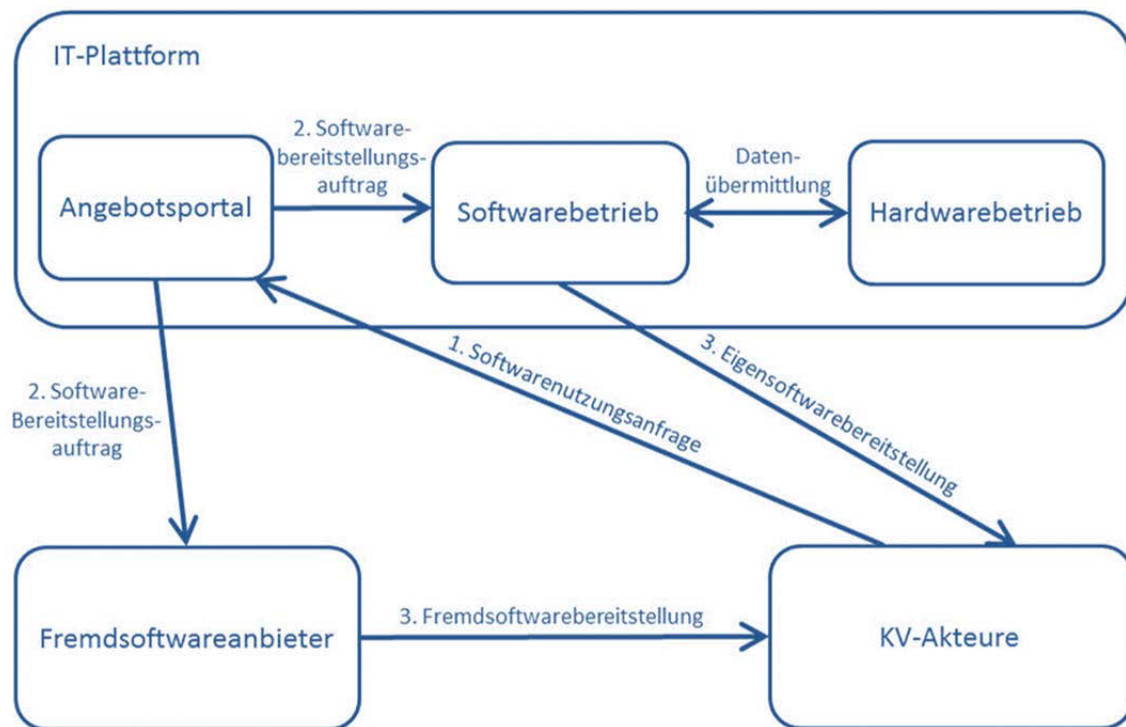 IT-Plattform
2. Software-
bereitstellungs-
auftrag
Daten-
übermittlung
Angebotsportal
Softwarebetrieb
Hardwarebetrieb
1. Softwarenutzungsanfrage
3. Eigensoftwarebereitstellung
2. Software-
Bereitstellungs-
auftrag
Fremdsoftwareanbieter
3. Fremdsoftwarebereitstellung
KV-Akteure